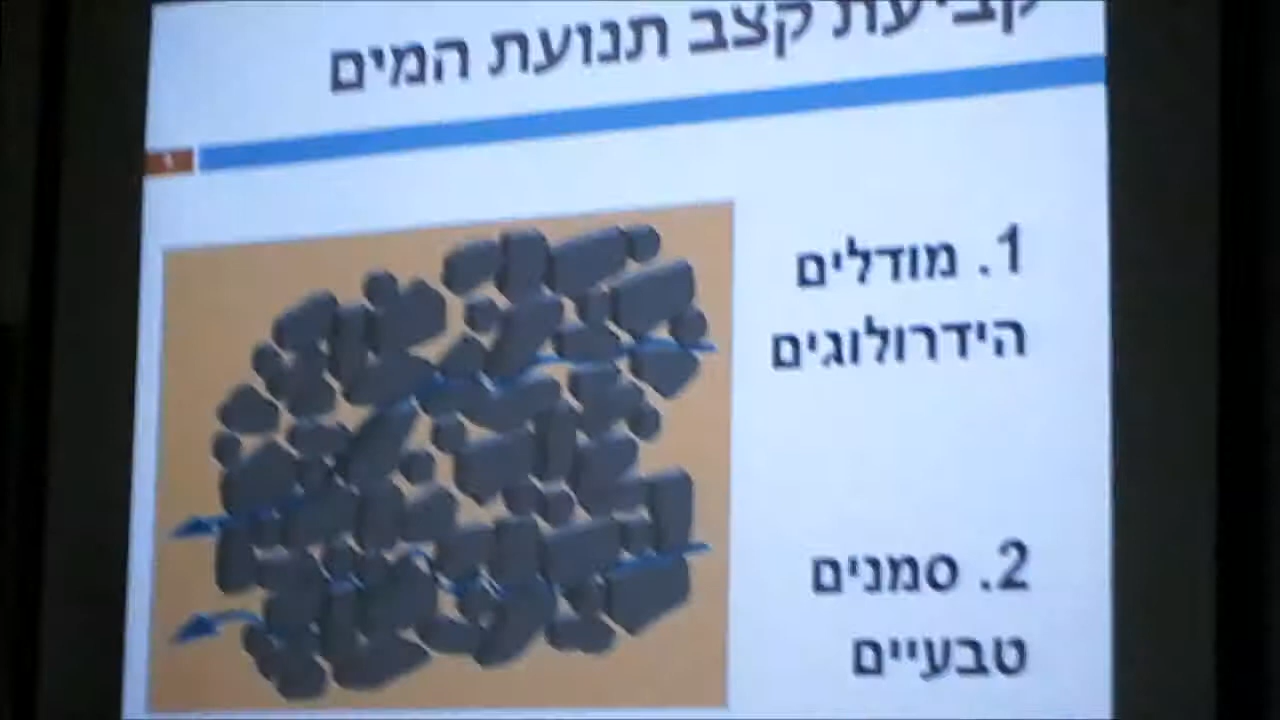 קביעת קצב תנועת המים
1. מודלים
הידרולוגים
2. סמנים
טבעיים